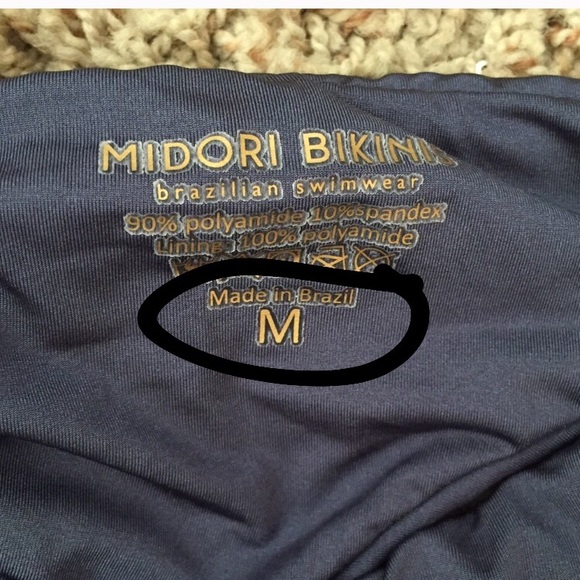 MIDORI BIKINIS
brazilian swimwear
90% polyamide 10%spandex
Lining: 100% polyamide
Made in Brazil
M